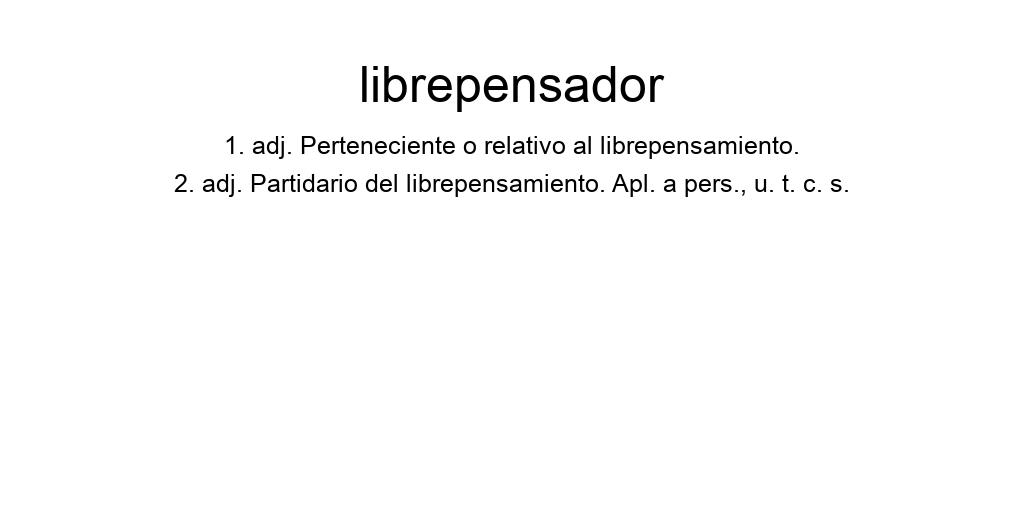 librepensador
1. adj. Perteneciente o relativo al librepensamiento.
2. adj. Partidario del librepensamiento. Apl. a pers., u. t. c. s.